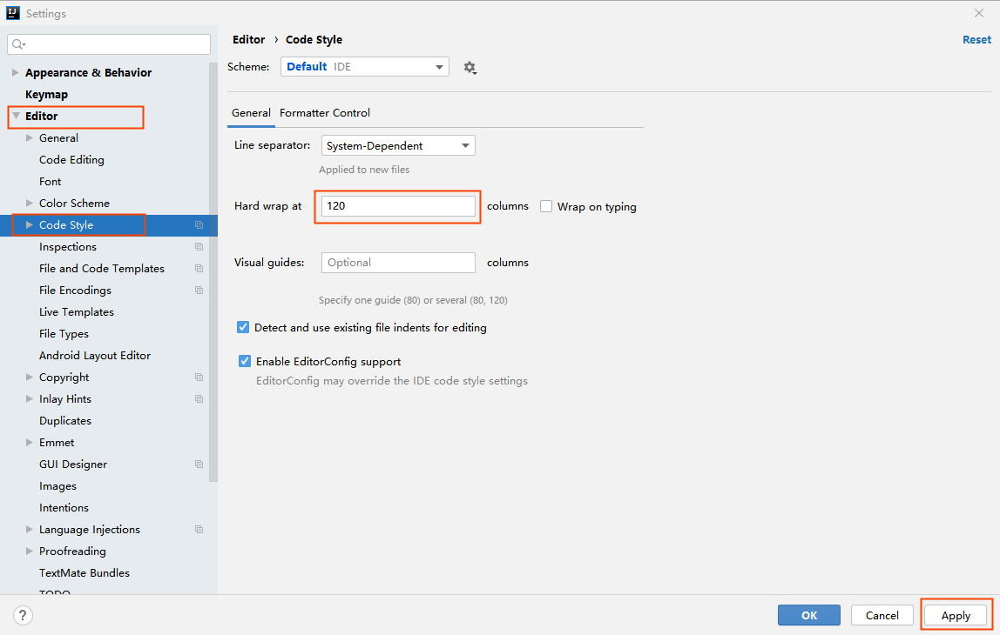 Settings
Appearance & Behavior
Keymap
Editor
General
Code Editing
Font
Color Scheme
Code Style
Inspections
File and Code Templates
File Encodings
Live Templates
File Types
Android Layout Editor
Copyright
Inlay Hints
Duplicates
Emmet
GUI Designer
Images
Intentions
Language Injections
Proofreading
TextMate Bundles
TODO
Editor › Code Style
Reset
Scheme: Default IDE
General Formatter Control
Line separator: System-Dependent
Applied to new files
Hard wrap at 120 columns Wrap on typing
Visual guides: Optional columns
Specify one guide (80) or several (80, 120)
Detect and use existing file indents for editing
Enable EditorConfig support
EditorConfig may override the IDE code style settings
? OK Cancel Apply